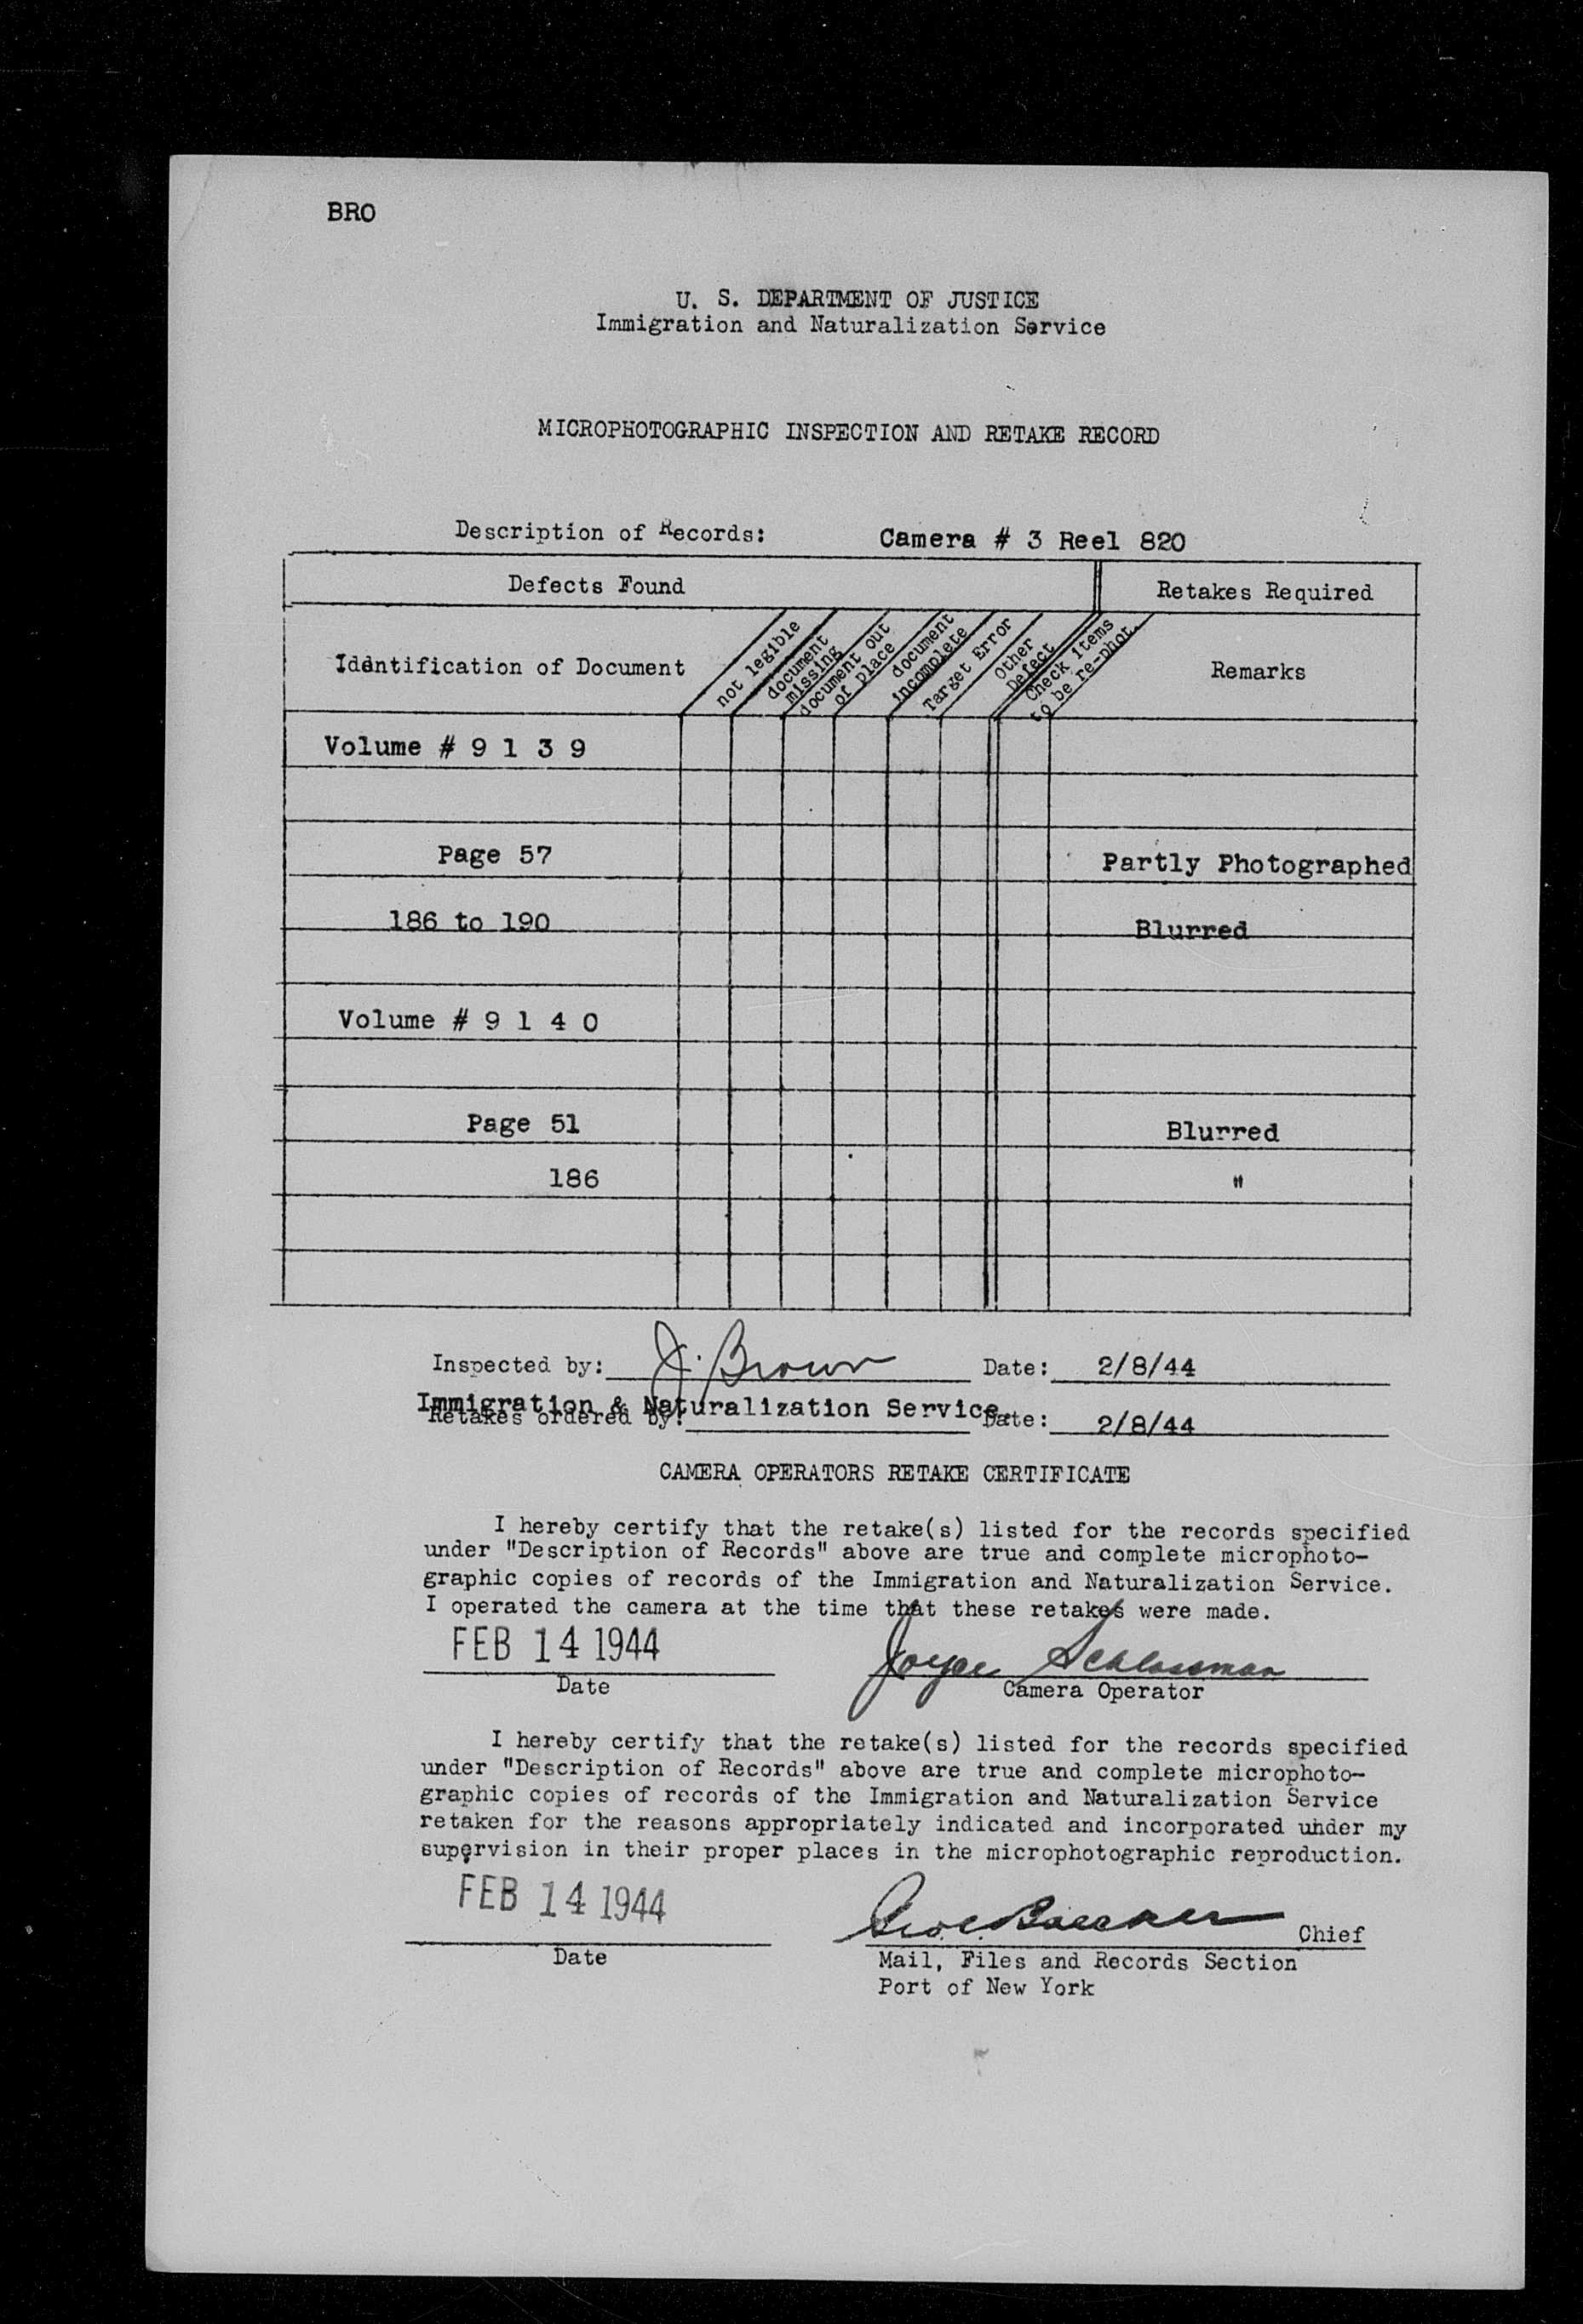 BRO
U. S. DEPARTMENT OF JUSTICE
Immigration and Naturalization Service
MICROPHOTOGRAPHIC INSPECTION AND RETAKE RECORD
Description of Records: Camera # 3 Reel 820
Defects Found Retakes Required
Identification of Document
not legible
document missing
document out of place
document incomplete
Target Error
Other Defect
Check items to be re-phot.
Remarks
Volume # 9 1 3 9
Page 57 Partly Photographed
186 to 190 Blurred
Volume # 9 1 4 0
Page 51 Blurred
186 "
Inspected by: J. Brown Date: 2/8/44
Immigration & Naturalization Service.
Retakes ordered by: Date: 2/8/44
CAMERA OPERATORS RETAKE CERTIFICATE
I hereby certify that the retake(s) listed for the records specified
under "Description of Records" above are true and complete microphoto-
graphic copies of records of the Immigration and Naturalization Service.
I operated the camera at the time that these retakes were made.
FEB 14 1944 Joyce Schlossman
Date Camera Operator
I hereby certify that the retake(s) listed for the records specified
under "Description of Records" above are true and complete microphoto-
graphic copies of records of the Immigration and Naturalization Service
retaken for the reasons appropriately indicated and incorporated under my
supervision in their proper places in the microphotographic reproduction.
FEB 14 1944
Chief
Date Mail, Files and Records Section
Port of New York